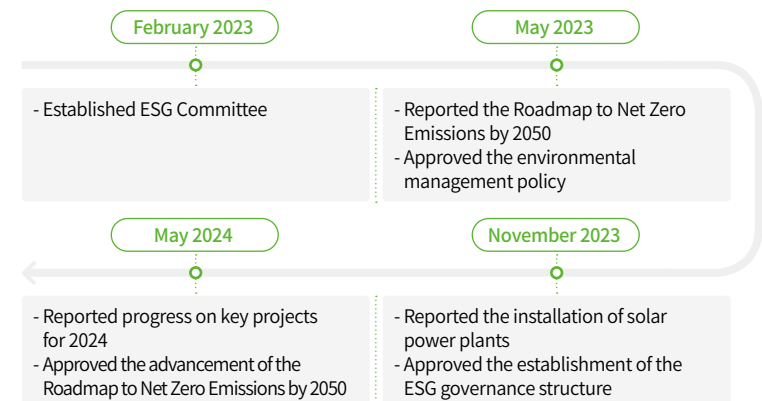 February 2023
- Established ESG Committee
May 2023
- Reported the Roadmap to Net Zero
Emissions by 2050
- Approved the environmental
management policy
November 2023
- Reported the installation of solar
power plants
- Approved the establishment of the
ESG governance structure
May 2024
- Reported progress on key projects
for 2024
- Approved the advancement of the
Roadmap to Net Zero Emissions by 2050